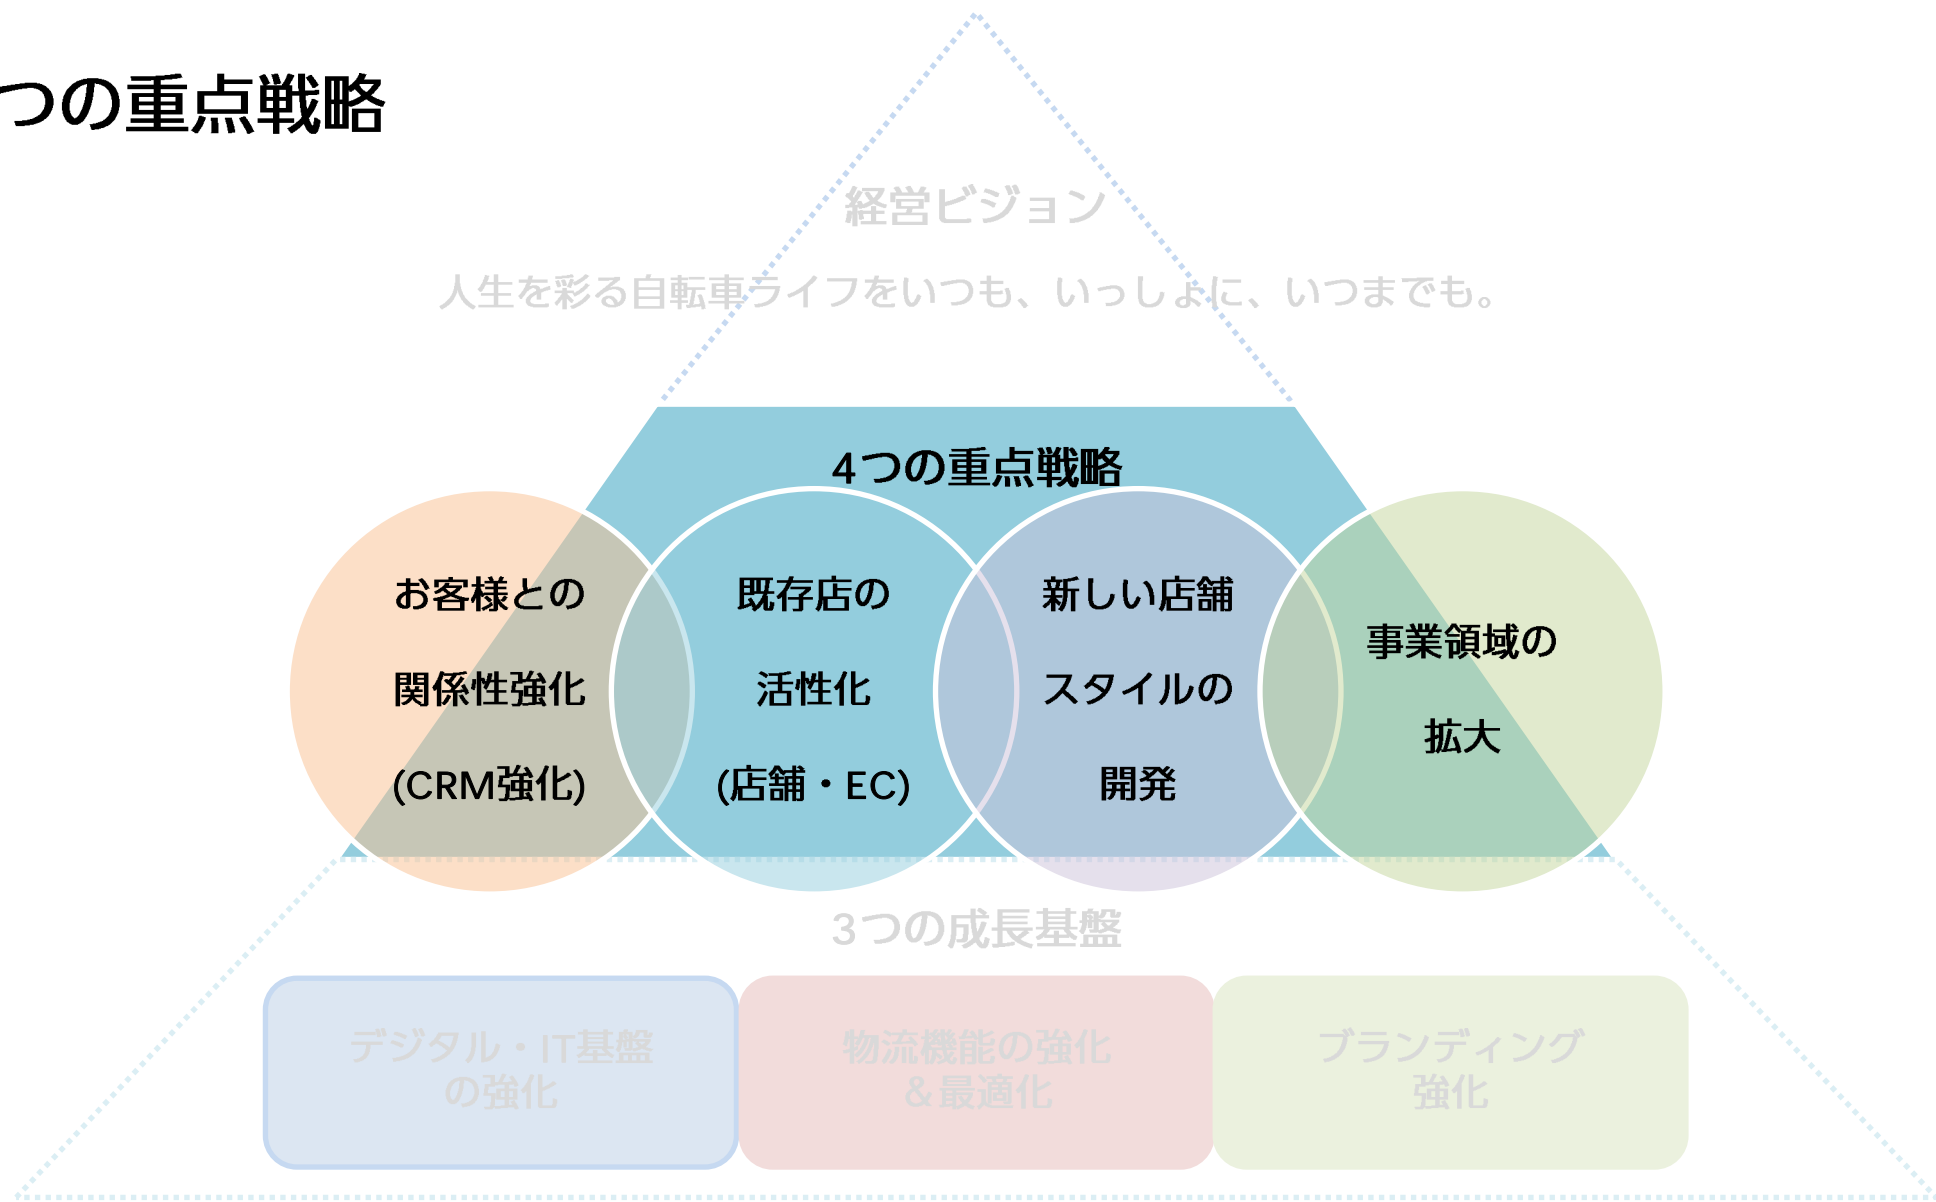 つの重点戦略
経営ビジョン
人生を彩る自転車ライフをいつも、いっしょに、いつまでも。
4つの重点戦略
お客様との
関係性強化
(CRM強化)
既存店の
活性化
(店舗・EC)
新しい店舗
スタイルの
開発
事業領域の
拡大
3つの成長基盤
デジタル・IT基盤
の強化
物流機能の強化
＆最適化
ブランディング
強化